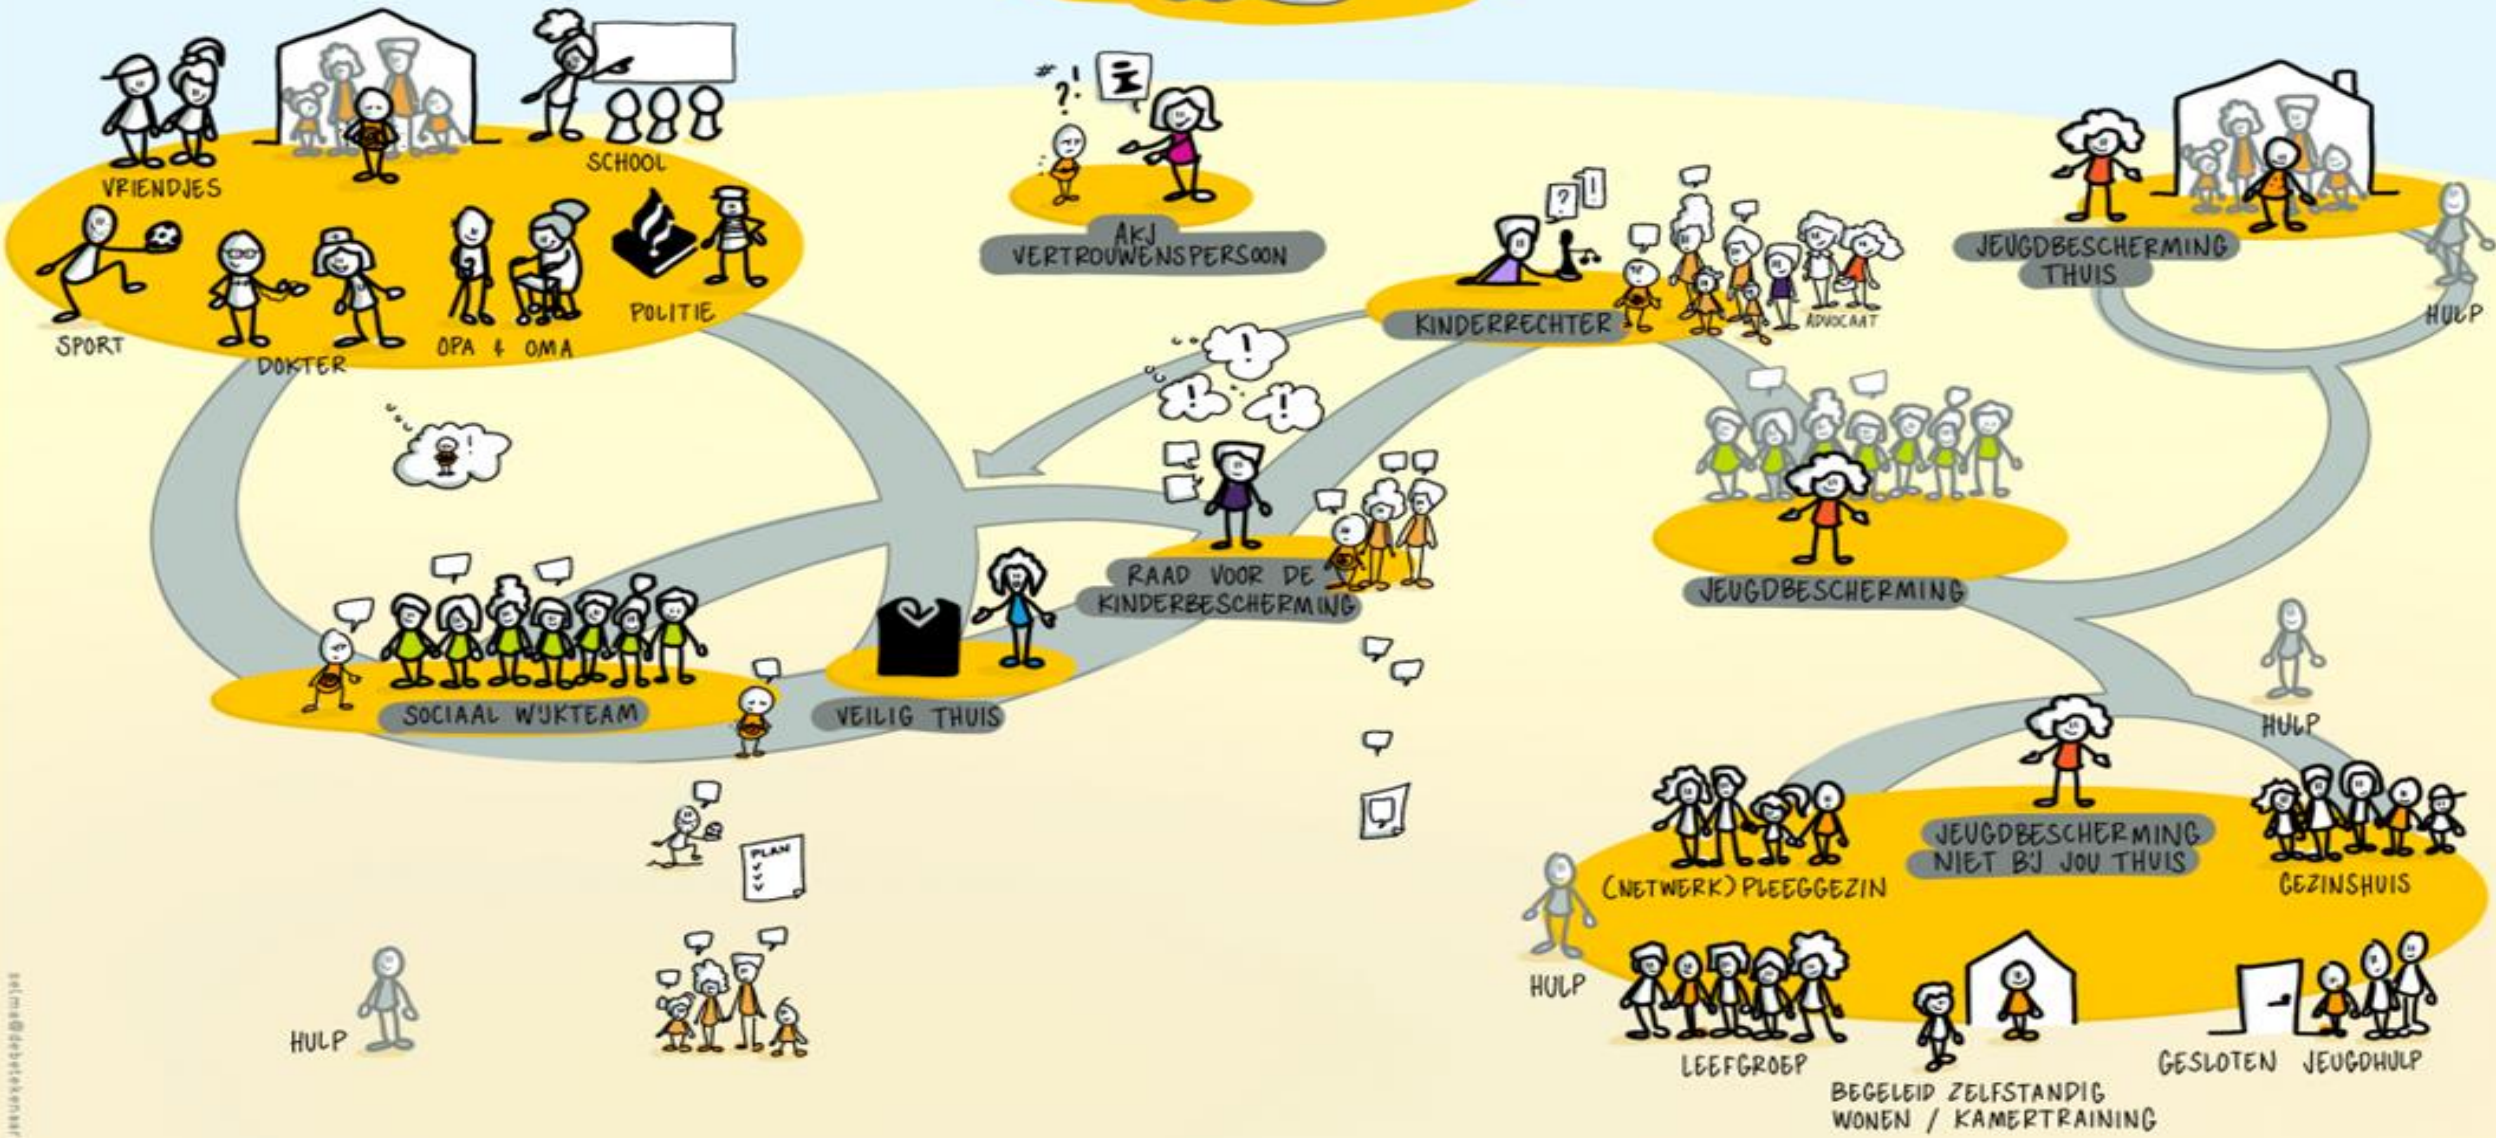 VRIENDJES
SCHOOL
SPORT
DOKTER
OPA & OMA
POLITIE
#
?!
i
AKJ
VERTROUWENSPERSOON
?
!
KINDERRECHTER
ADVOCAAT
JEUGDBESCHERMING
THUIS
HULP
!
!
!
!
RAAD VOOR DE
KINDERBESCHERMING
JEUGDBESCHERMING
SOCIAAL WIJKTEAM
VEILIG THUIS
PLAN
HULP
HULP
JEUGDBESCHERMING
NIET BIJ JOU THUIS
(NETWERK) PLEEGGEZIN
GEZINSHUIS
HULP
LEEFGROEP
BEGELEID ZELFSTANDIG
WONEN / KAMERTRAINING
GESLOTEN JEUGDHULP